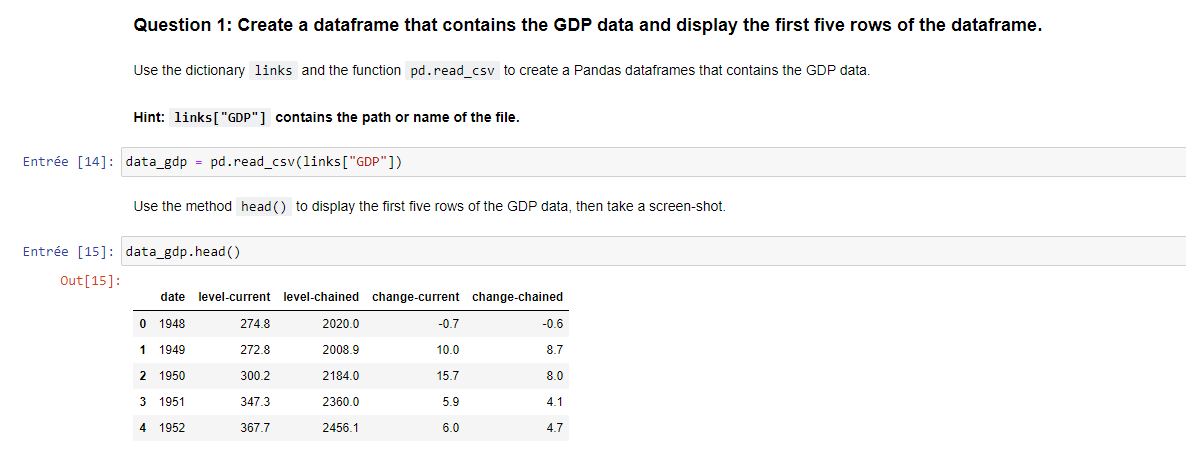 Question 1: Create a dataframe that contains the GDP data and display the first five rows of the dataframe.
Use the dictionary links and the function pd.read_csv to create a Pandas dataframes that contains the GDP data.
Hint: links["GDP"] contains the path or name of the file.
Entrée [14]: data_gdp = pd.read_csv(links["GDP"])
Use the method head() to display the first five rows of the GDP data, then take a screen-shot.
Entrée [15]: data_gdp.head()
Out[15]:
date level-current level-chained change-current change-chained
0 1948 274.8 2020.0 -0.7 -0.6
1 1949 272.8 2008.9 10.0 8.7
2 1950 300.2 2184.0 15.7 8.0
3 1951 347.3 2360.0 5.9 4.1
4 1952 367.7 2456.1 6.0 4.7